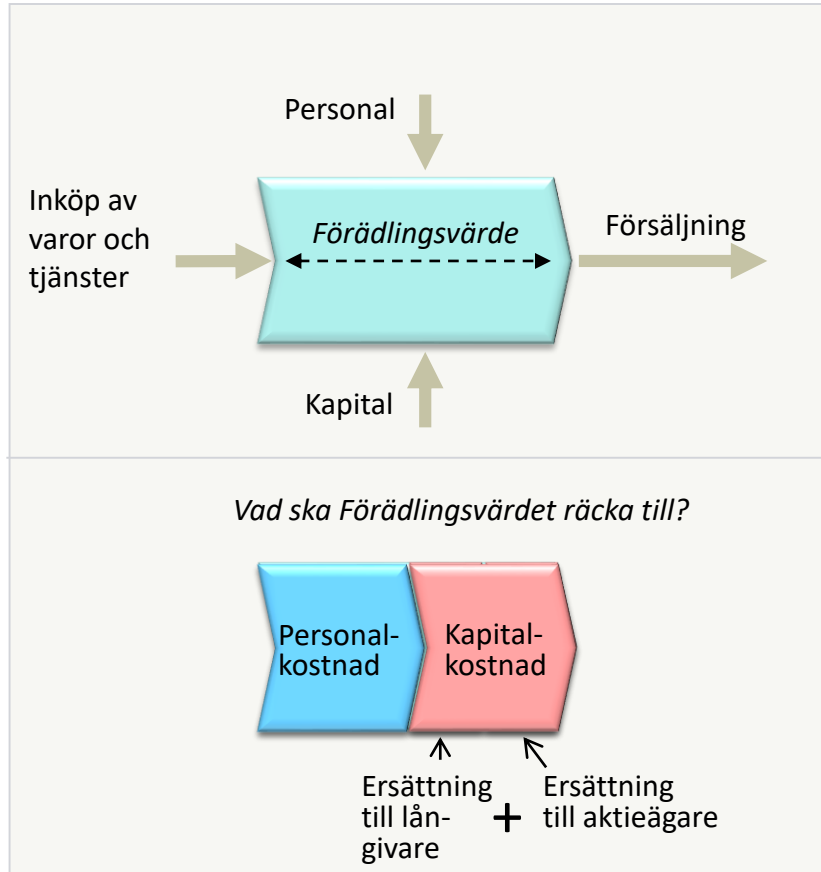 Personal
Inköp av
varor och
tjänster
Förädlingsvärde
Försäljning
Kapital
Vad ska Förädlingsvärdet räcka till?
Personal-
kostnad
Kapital-
kostnad
Ersättning
till lån-
givare
+
Ersättning
till aktieägare